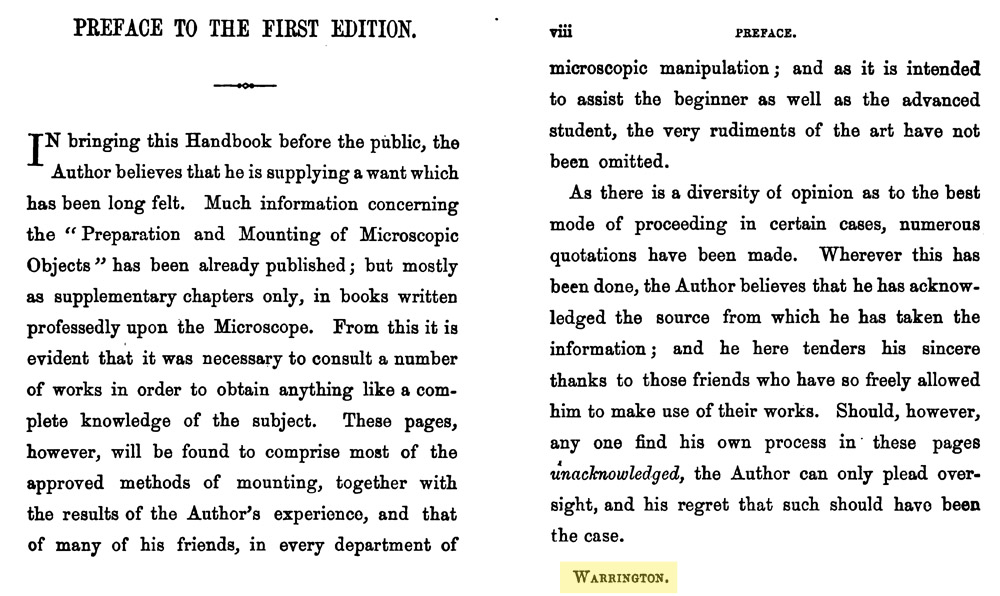 PREFACE TO THE FIRST EDITION.
IN bringing this Handbook before the public, the
Author believes that he is supplying a want which
has been long felt. Much information concerning
the “ Preparation and Mounting of Microscopic
Objects ” has been already published ; but mostly
as supplementary chapters only, in books written
professedly upon the Microscope. From this it is
evident that it was necessary to consult a number
of works in order to obtain anything like a com-
plete knowledge of the subject. These pages,
however, will be found to comprise most of the
approved methods of mounting, together with
the results of the Author’s experience, and that
of many of his friends, in every department of
viii PREFACE.
microscopic manipulation ; and as it is intended
to assist the beginner as well as the advanced
student, the very rudiments of the art have not
been omitted.
As there is a diversity of opinion as to the best
mode of proceeding in certain cases, numerous
quotations have been made. Wherever this has
been done, the Author believes that he has acknow-
ledged the source from which he has taken the
information ; and he here tenders his sincere
thanks to those friends who have so freely allowed
him to make use of their works. Should, however,
any one find his own process in these pages
unacknowledged, the Author can only plead over-
sight, and his regret that such should have been
the case.
WARRINGTON.